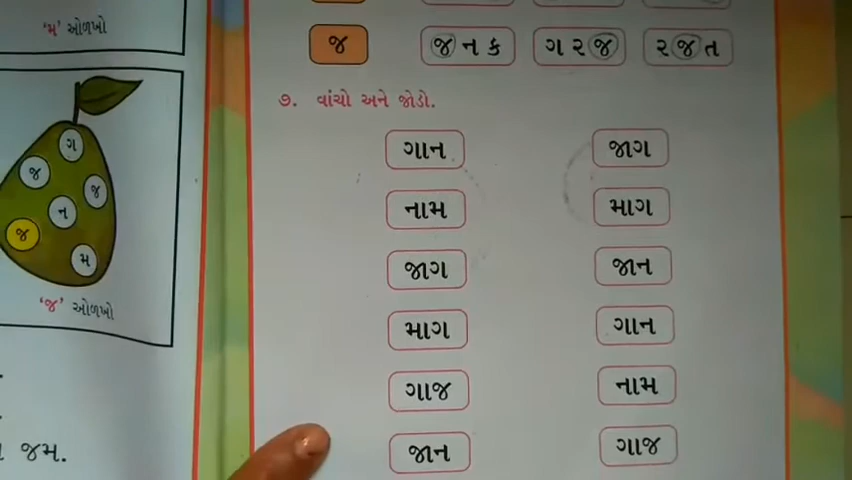 'મ' ઓળખો
ગ
જ
જ
ન
જ
મ
'જ' ઓળખો
જમ.
જ જનક ગરજ રજત
૭. વાંચો અને જોડો.
ગાન જાગ
નામ માગ
જાગ જાન
માગ ગાન
ગાજ નામ
જાન ગાજ